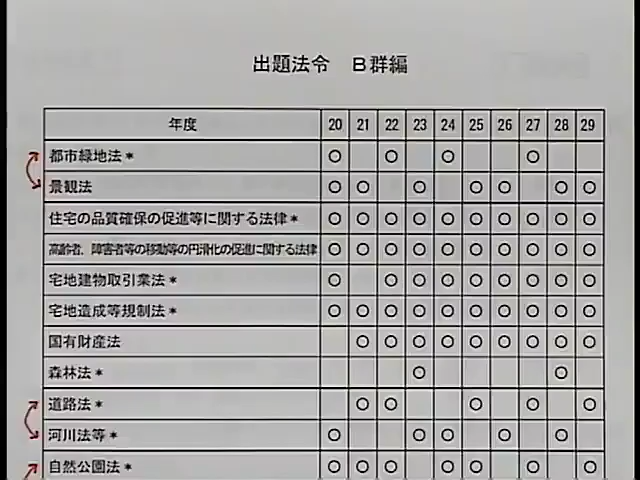 出題法令 B群編
年度 20 21 22 23 24 25 26 27 28 29
都市緑地法＊ ○ ○ ○ ○
景観法 ○ ○ ○ ○ ○ ○ ○
住宅の品質確保の促進等に関する法律＊ ○ ○ ○ ○ ○ ○ ○ ○ ○ ○
高齢者、障害者等の移動等の円滑化の促進に関する法律 ○ ○ ○ ○ ○ ○ ○ ○ ○ ○
宅地建物取引業法＊ ○ ○ ○ ○ ○ ○ ○ ○ ○
宅地造成等規制法＊ ○ ○ ○ ○ ○ ○ ○ ○ ○ ○
国有財産法 ○ ○ ○ ○ ○ ○ ○ ○ ○
森林法＊ ○ ○
道路法＊ ○ ○ ○ ○ ○
河川法等＊ ○ ○ ○ ○ ○
自然公園法＊ ○ ○ ○ ○ ○ ○ ○